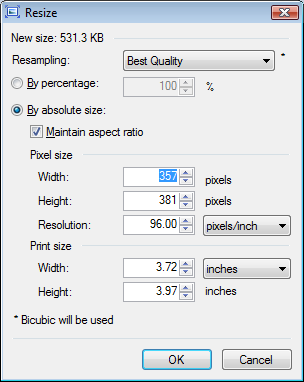 Resize
New size: 531.3 KB
Resampling: Best Quality *
By percentage: 100 %
By absolute size:
Maintain aspect ratio
Pixel size
Width: 357 pixels
Height: 381 pixels
Resolution: 96.00 pixels/inch
Print size
Width: 3.72 inches
Height: 3.97 inches
* Bicubic will be used
OK Cancel